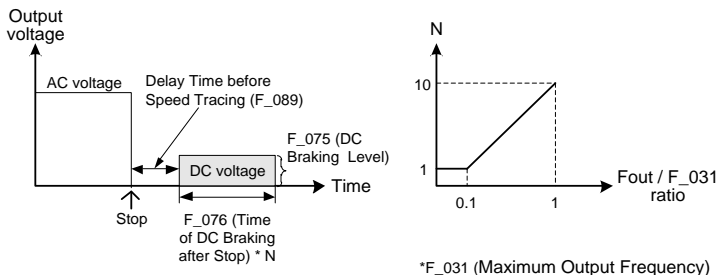 Output
voltage
AC voltage
Delay Time before
Speed Tracing (F_089)
F_075 (DC
Braking Level)
DC voltage
Time
Stop
F_076 (Time
of DC Braking
after Stop) * N
N
10
1
0.1
1
Fout / F_031
ratio
*F_031 (Maximum Output Frequency)